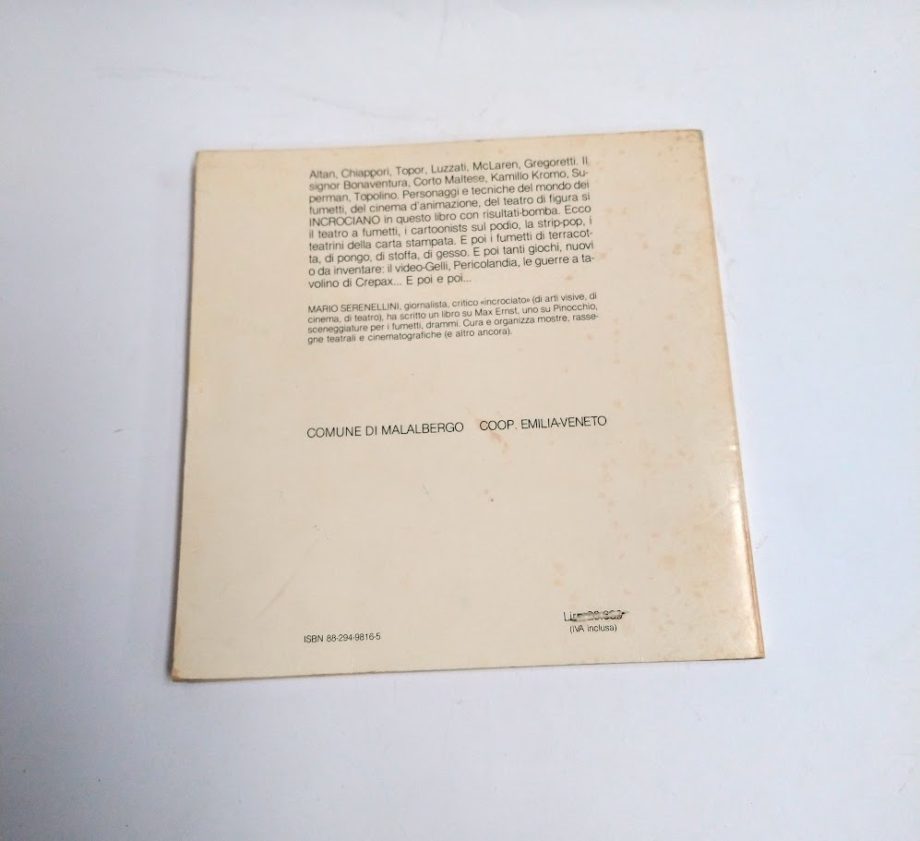 Altan, Chiappori, Topor, Luzzati, McLaren, Gregoretti. Il
signor Bonaventura, Corto Maltese, Kamillo Kromo, Su-
perman, Topolino. Personaggi e tecniche del mondo dei
fumetti, del cinema d'animazione, del teatro di figura si
INCROCIANO in questo libro con risultati-bomba. Ecco
il teatro a fumetti, i cartoonists sul podio, la strip-pop, i
teatrini della carta stampata. E poi i fumetti di terracot-
ta, di pongo, di stoffa, di gesso. E poi tanti giochi, nuovi
o da inventare: il video-Gelli, Pericolandia, le guerre a ta-
volino di Crepax... E poi e poi...
MARIO SERENELLINI, giornalista, critico «incrociato» (di arti visive, di
cinema, di teatro), ha scritto un libro su Max Ernst, uno su Pinocchio,
sceneggiature per i fumetti, drammi. Cura e organizza mostre, rasse-
gne teatrali e cinematografiche (e altro ancora).
COMUNE DI MALALBERGO COOP. EMILIA-VENETO
ISBN 88-294-9816-5
(IVA inclusa)